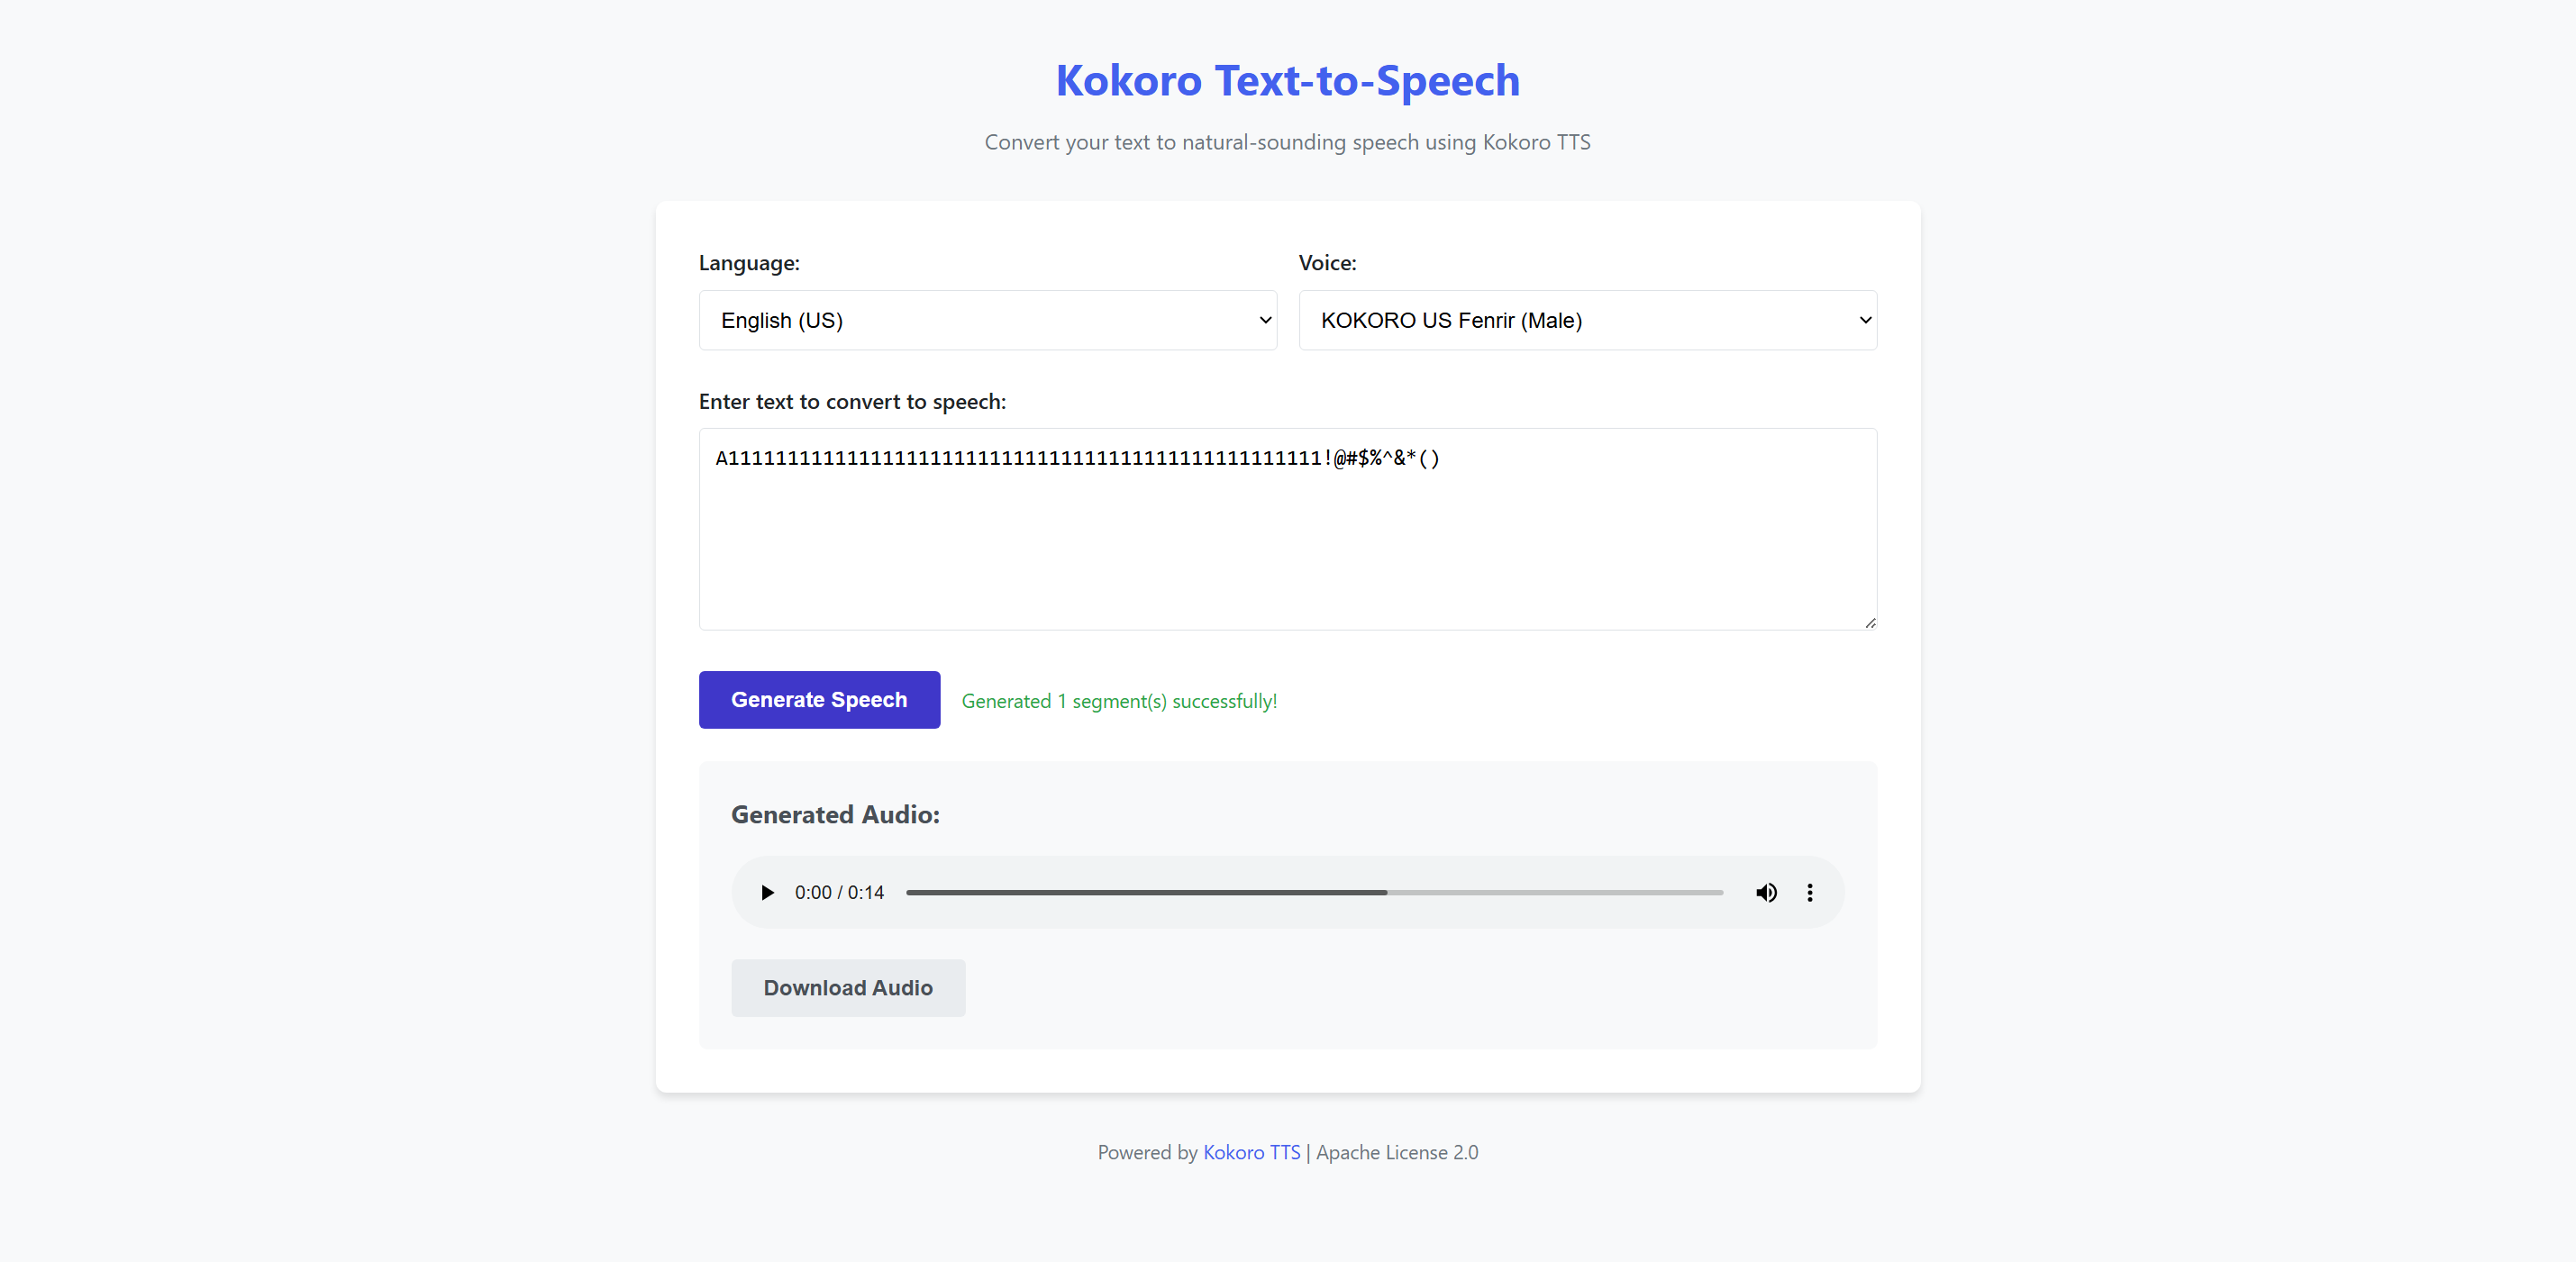 Kokoro Text-to-Speech
Convert your text to natural-sounding speech using Kokoro TTS
Language:
Voice:
English (US)
KOKORO US Fenrir (Male)
Enter text to convert to speech:
A11111111111111111111111111111111111111111111111111!@#$%^&*()
Generate Speech
Generated 1 segment(s) successfully!
Generated Audio:
0:00 / 0:14
Download Audio
Powered by Kokoro TTS | Apache License 2.0